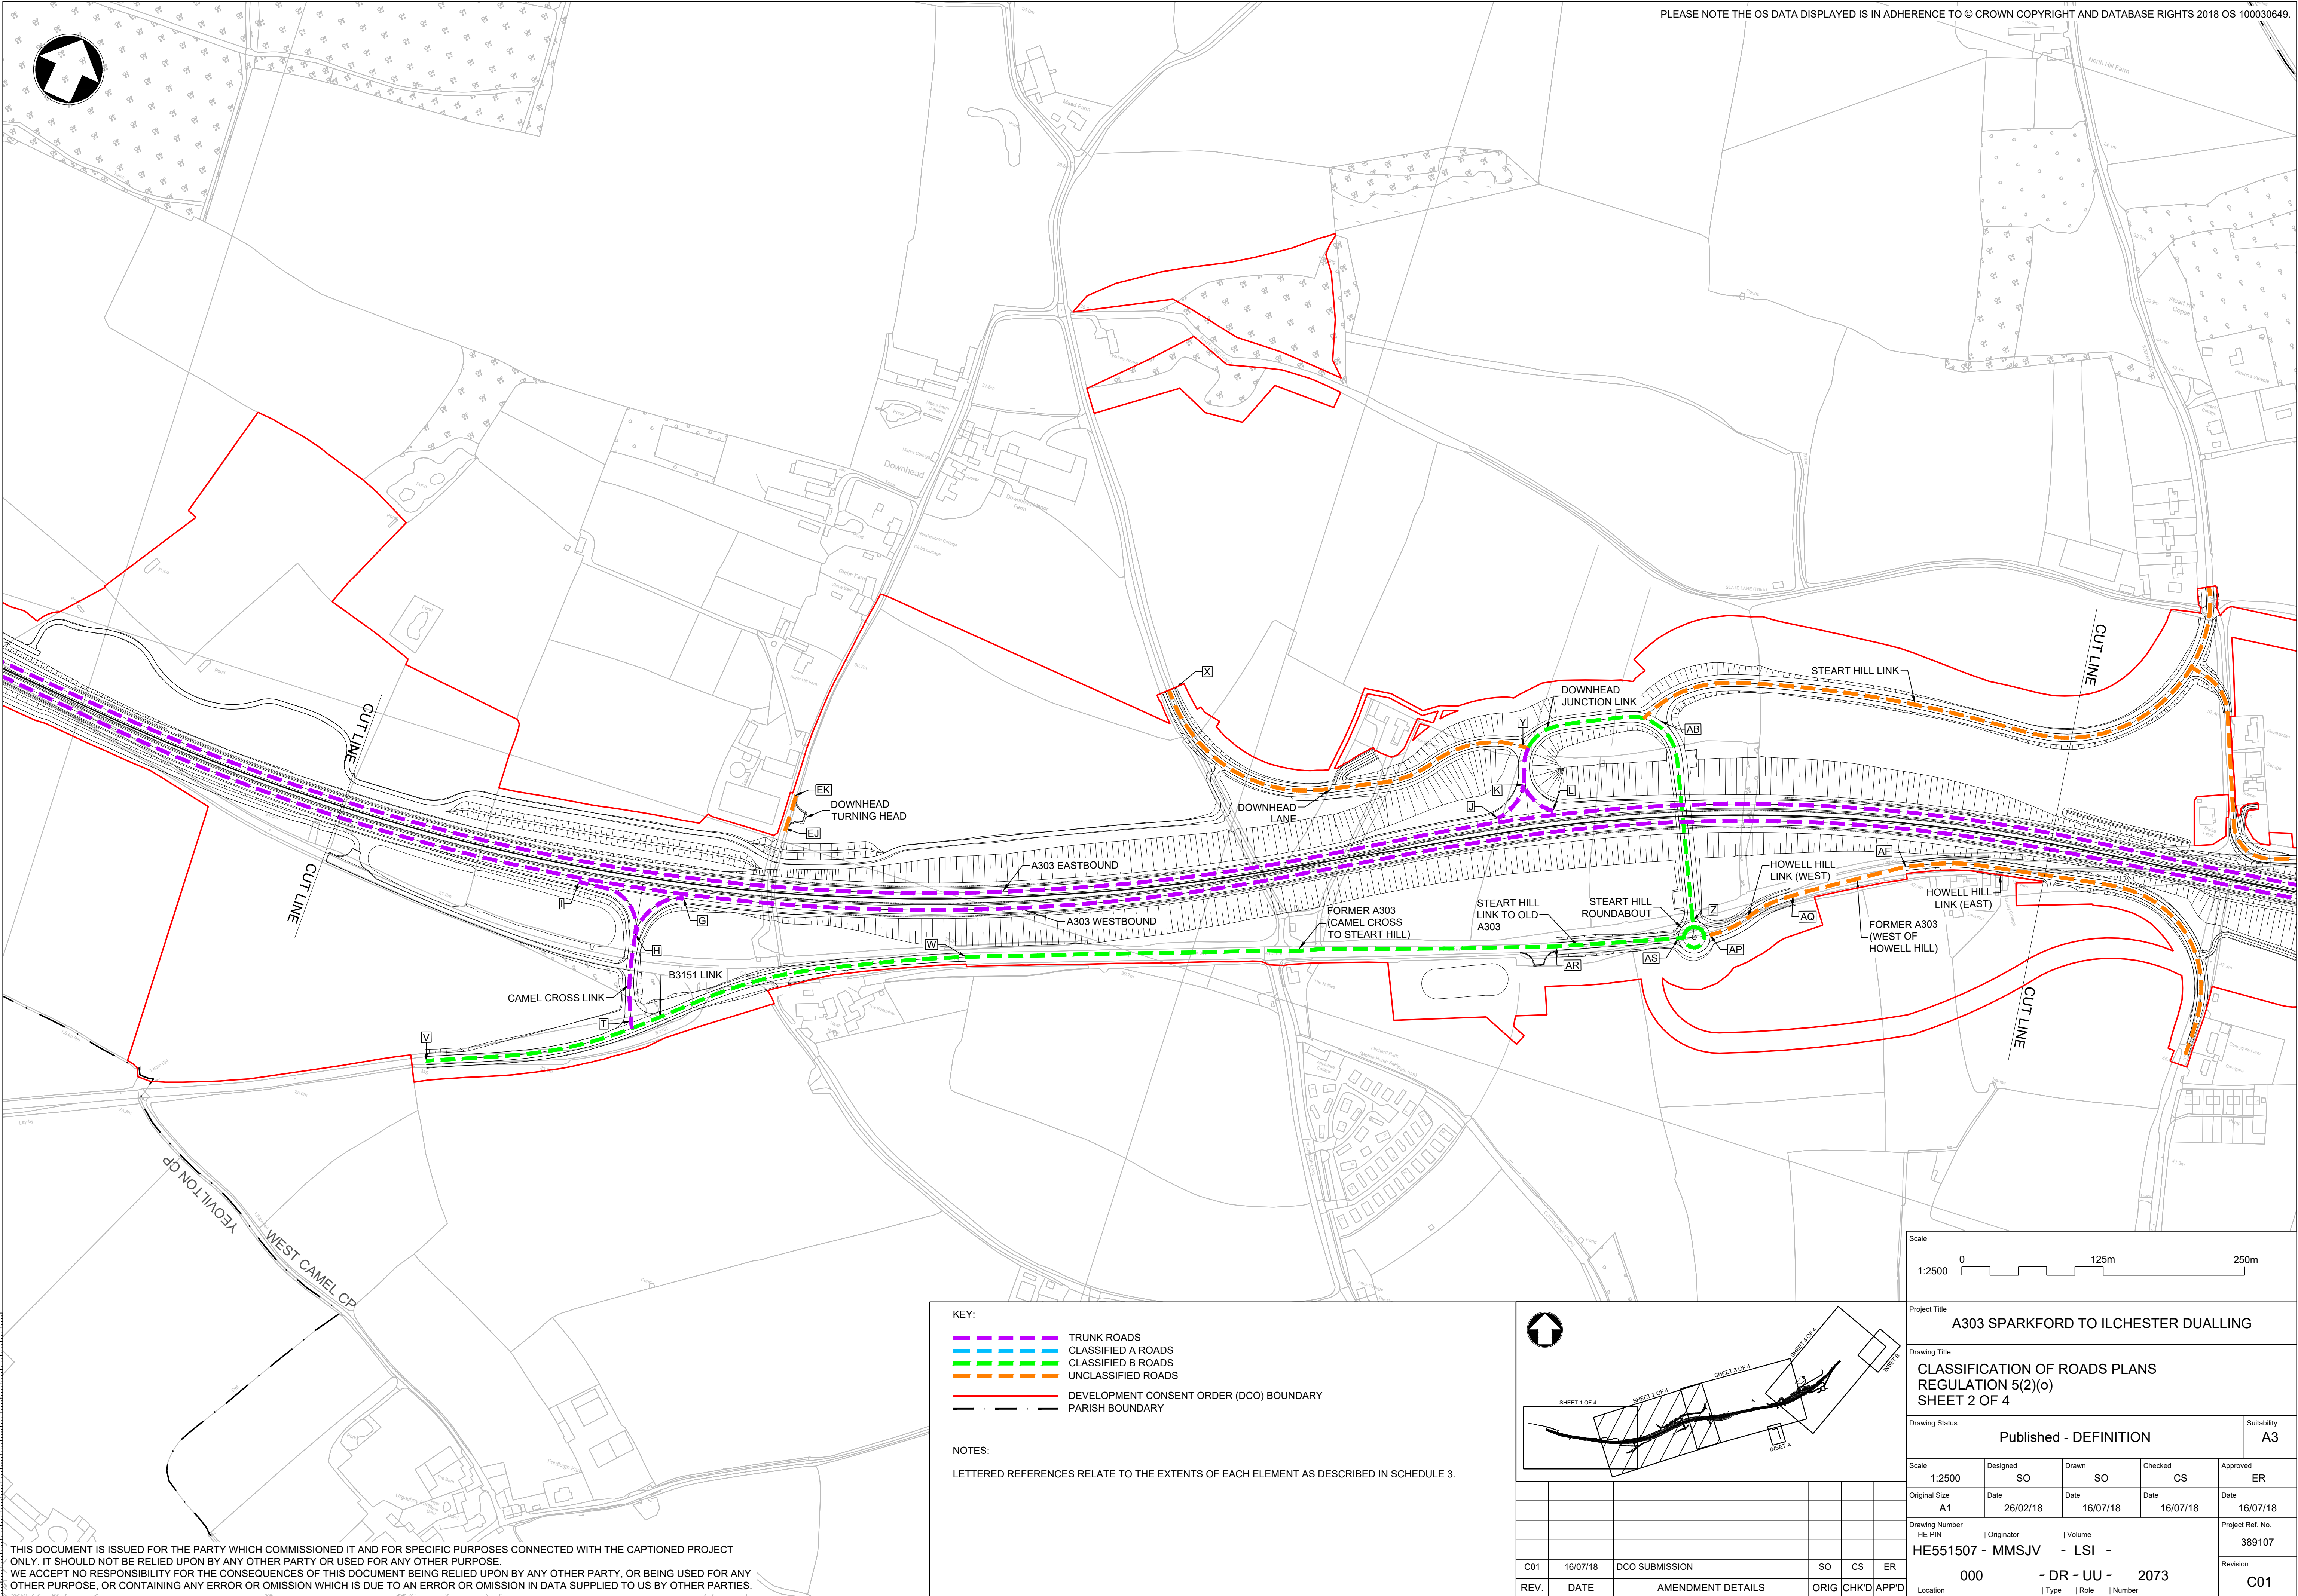 PLEASE NOTE THE OS DATA DISPLAYED IS IN ADHERENCE TO © CROWN COPYRIGHT AND DATABASE RIGHTS 2018 OS 100030649.
North Hill Farm
Mead Farm
Steart Hill
Copse
Downhead
Downhead Manor
Farm
Glebe Farm
SLATE LANE (Track)
X
STEART HILL LINK
CUT LINE
DOWNHEAD
JUNCTION LINK
Y
AB
CUT LINE
EK
DOWNHEAD
TURNING HEAD
EJ
DOWNHEAD
LANE
K
L
J
A303 EASTBOUND
AF
HOWELL HILL
LINK (WEST)
HOWELL HILL
LINK (EAST)
CUT LINE
I
G
A303 WESTBOUND
FORMER A303
(CAMEL CROSS
TO STEART HILL)
STEART HILL
LINK TO OLD
A303
STEART HILL
ROUNDABOUT
Z
AQ
FORMER A303
(WEST OF
HOWELL HILL)
W
H
AR
AS
AP
B3151 LINK
CAMEL CROSS LINK
T
V
CUT LINE
YEOVILTON CP
WEST CAMEL CP
KEY:
TRUNK ROADS
CLASSIFIED A ROADS
CLASSIFIED B ROADS
UNCLASSIFIED ROADS
DEVELOPMENT CONSENT ORDER (DCO) BOUNDARY
PARISH BOUNDARY
NOTES:
LETTERED REFERENCES RELATE TO THE EXTENTS OF EACH ELEMENT AS DESCRIBED IN SCHEDULE 3.
SHEET 1 OF 4
SHEET 2 OF 4
SHEET 3 OF 4
SHEET 4 OF 4
INSET A
INSET B
C01 16/07/18 DCO SUBMISSION SO CS ER
REV. DATE AMENDMENT DETAILS ORIG CHK'D APP'D
Scale
1:2500 0 125m 250m
Project Title
A303 SPARKFORD TO ILCHESTER DUALLING
Drawing Title
CLASSIFICATION OF ROADS PLANS
REGULATION 5(2)(o)
SHEET 2 OF 4
Drawing Status Suitability
Published - DEFINITION A3
Scale Designed Drawn Checked Approved
1:2500 SO SO CS ER
Original Size Date Date Date Date
A1 26/02/18 16/07/18 16/07/18 16/07/18
Drawing Number Project Ref. No.
HE PIN | Originator | Volume
389107
HE551507 - MMSJV - LSI -
Revision
000 - DR - UU - 2073
C01
Location | Type | Role | Number
THIS DOCUMENT IS ISSUED FOR THE PARTY WHICH COMMISSIONED IT AND FOR SPECIFIC PURPOSES CONNECTED WITH THE CAPTIONED PROJECT
ONLY. IT SHOULD NOT BE RELIED UPON BY ANY OTHER PARTY OR USED FOR ANY OTHER PURPOSE.
WE ACCEPT NO RESPONSIBILITY FOR THE CONSEQUENCES OF THIS DOCUMENT BEING RELIED UPON BY ANY OTHER PARTY, OR BEING USED FOR ANY
OTHER PURPOSE, OR CONTAINING ANY ERROR OR OMISSION WHICH IS DUE TO AN ERROR OR OMISSION IN DATA SUPPLIED TO US BY OTHER PARTIES.